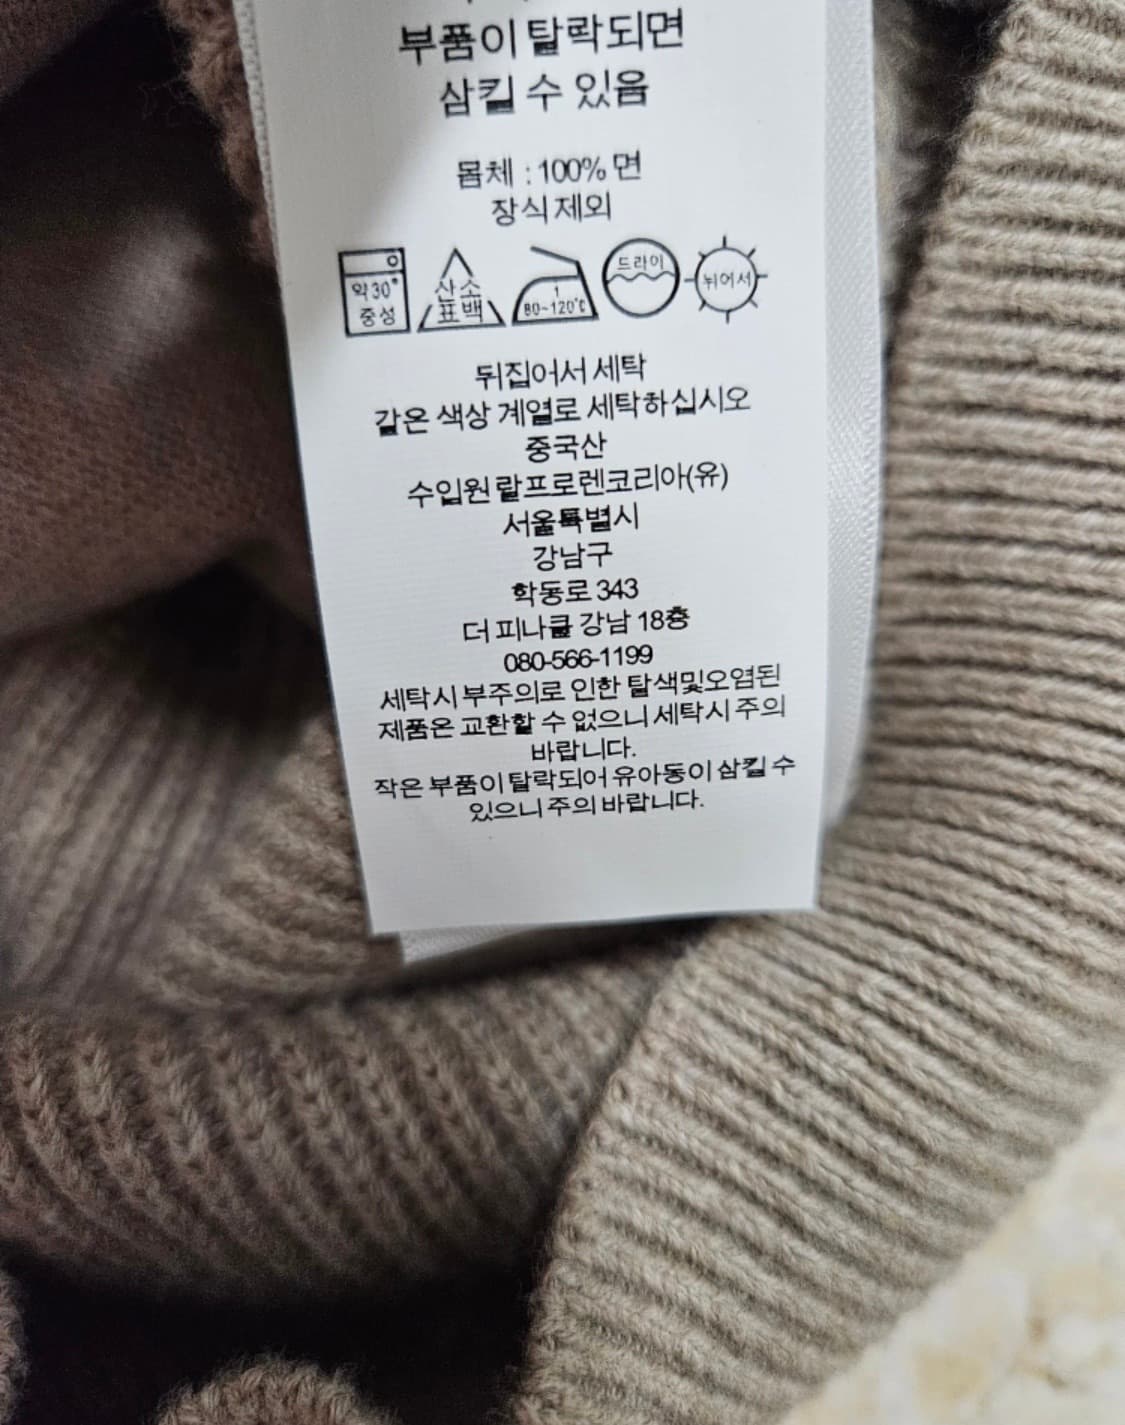 부품이 탈락되면
삼킬 수 있음
몸체 : 100% 면
장식제외
약30°
중성
산소
표백
1
80~120℃
드라이
뉘어서
뒤집어서 세탁
같은 색상 계열로 세탁하십시오
중국산
수입원 랄프로렌코리아(유)
서울특별시
강남구
학동로 343
더 피나클 강남 18층
080-566-1199
세탁시 부주의로 인한 탈색및오염된
제품은 교환할 수 없으니 세탁시 주의
바랍니다.
작은 부품이 탈락되어 유아동이 삼킬 수
있으니 주의 바랍니다.